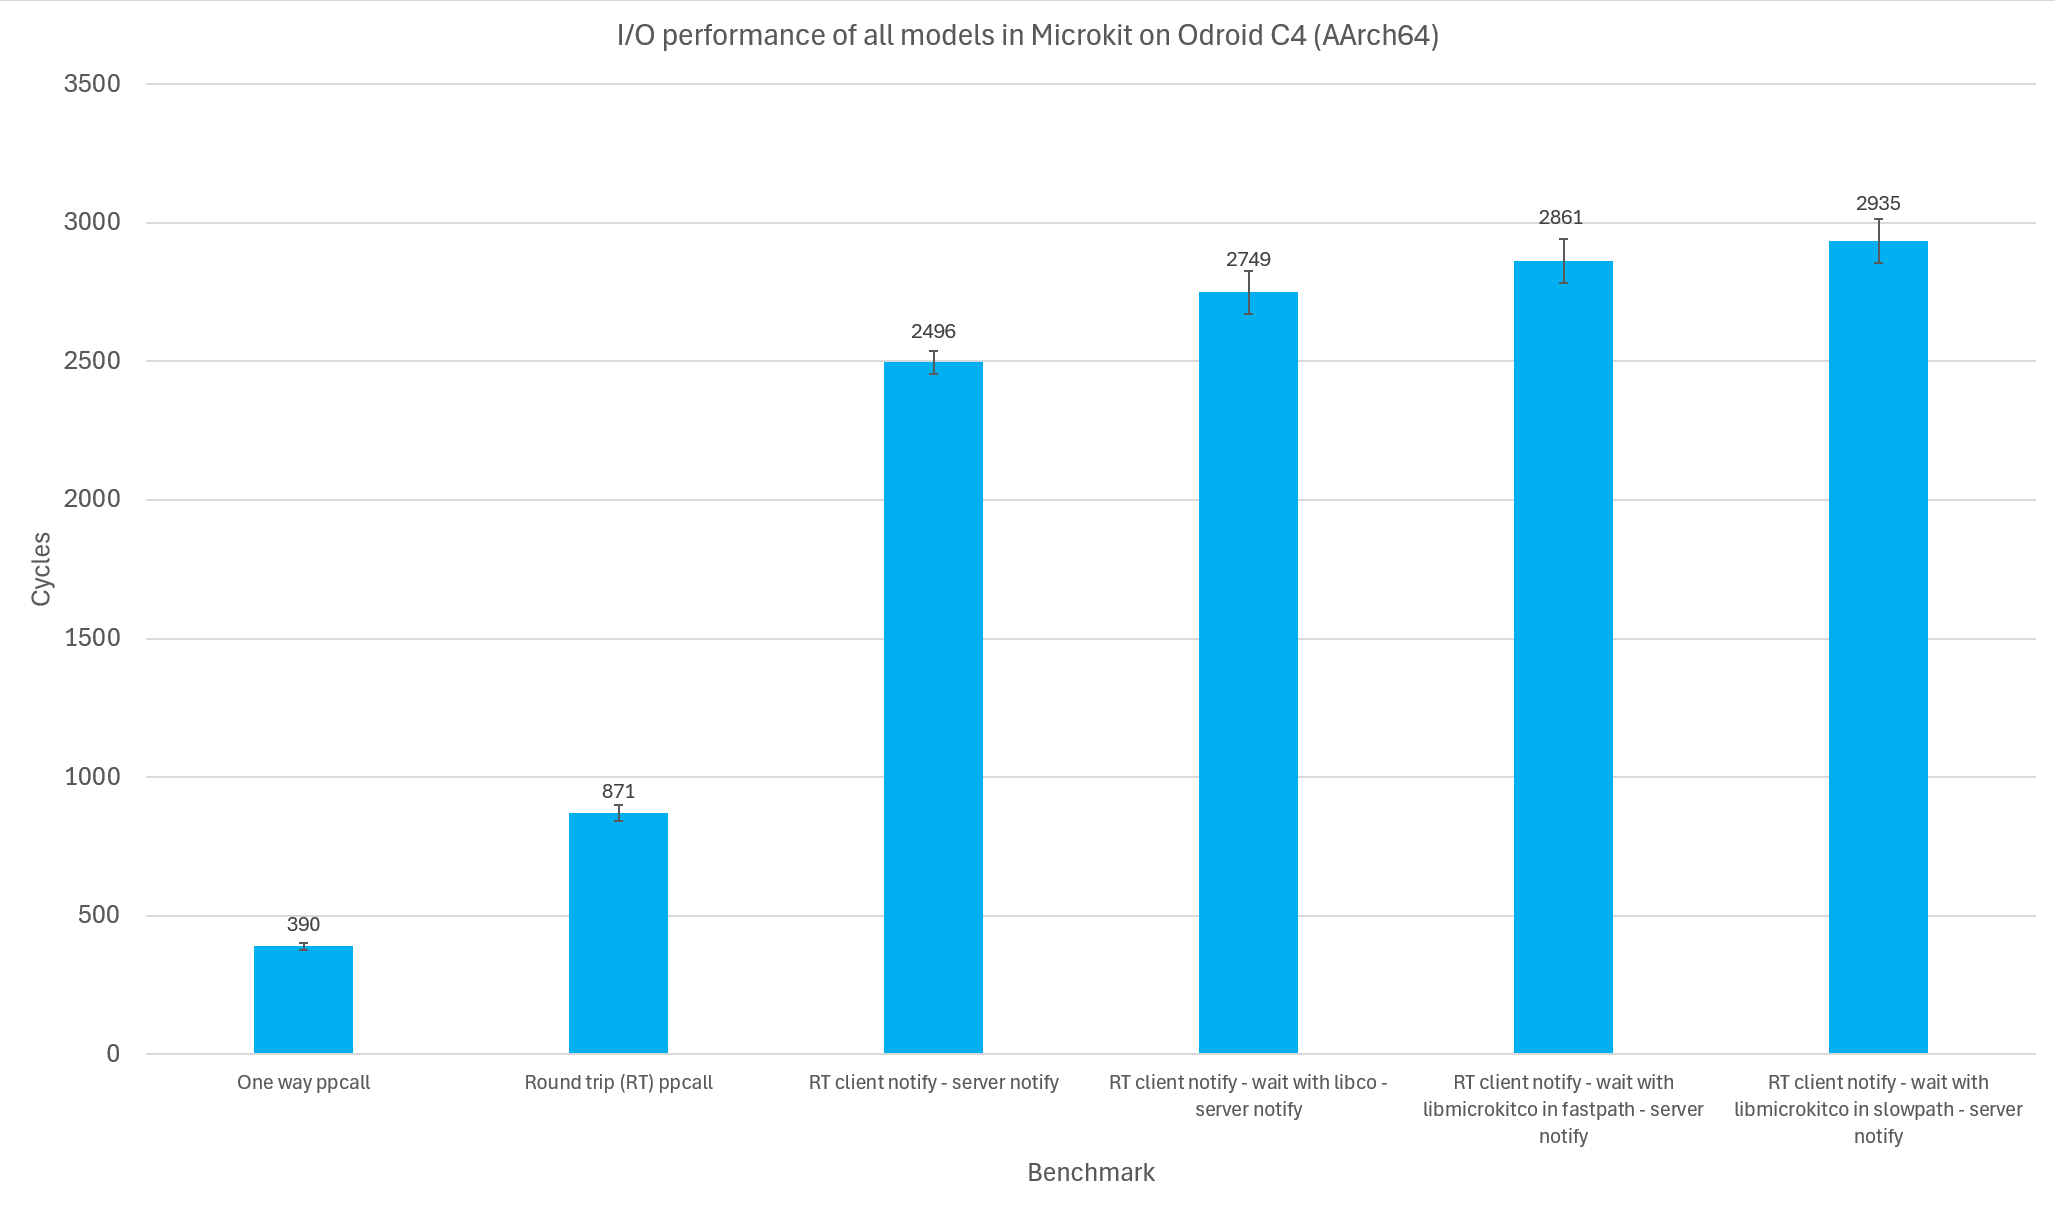 I/O performance of all models in Microkit on Odroid C4 (AArch64)
3500
3000
2500
2000
1500
1000
500
0
Cycles
390
871
2496
2749
2861
2935
One way ppcall
Round trip (RT) ppcall
RT client notify - server notify
RT client notify - wait with libco -
server notify
RT client notify - wait with
libmicrokitco in fastpath - server
notify
RT client notify - wait with
libmicrokitco in slowpath - server
notify
Benchmark